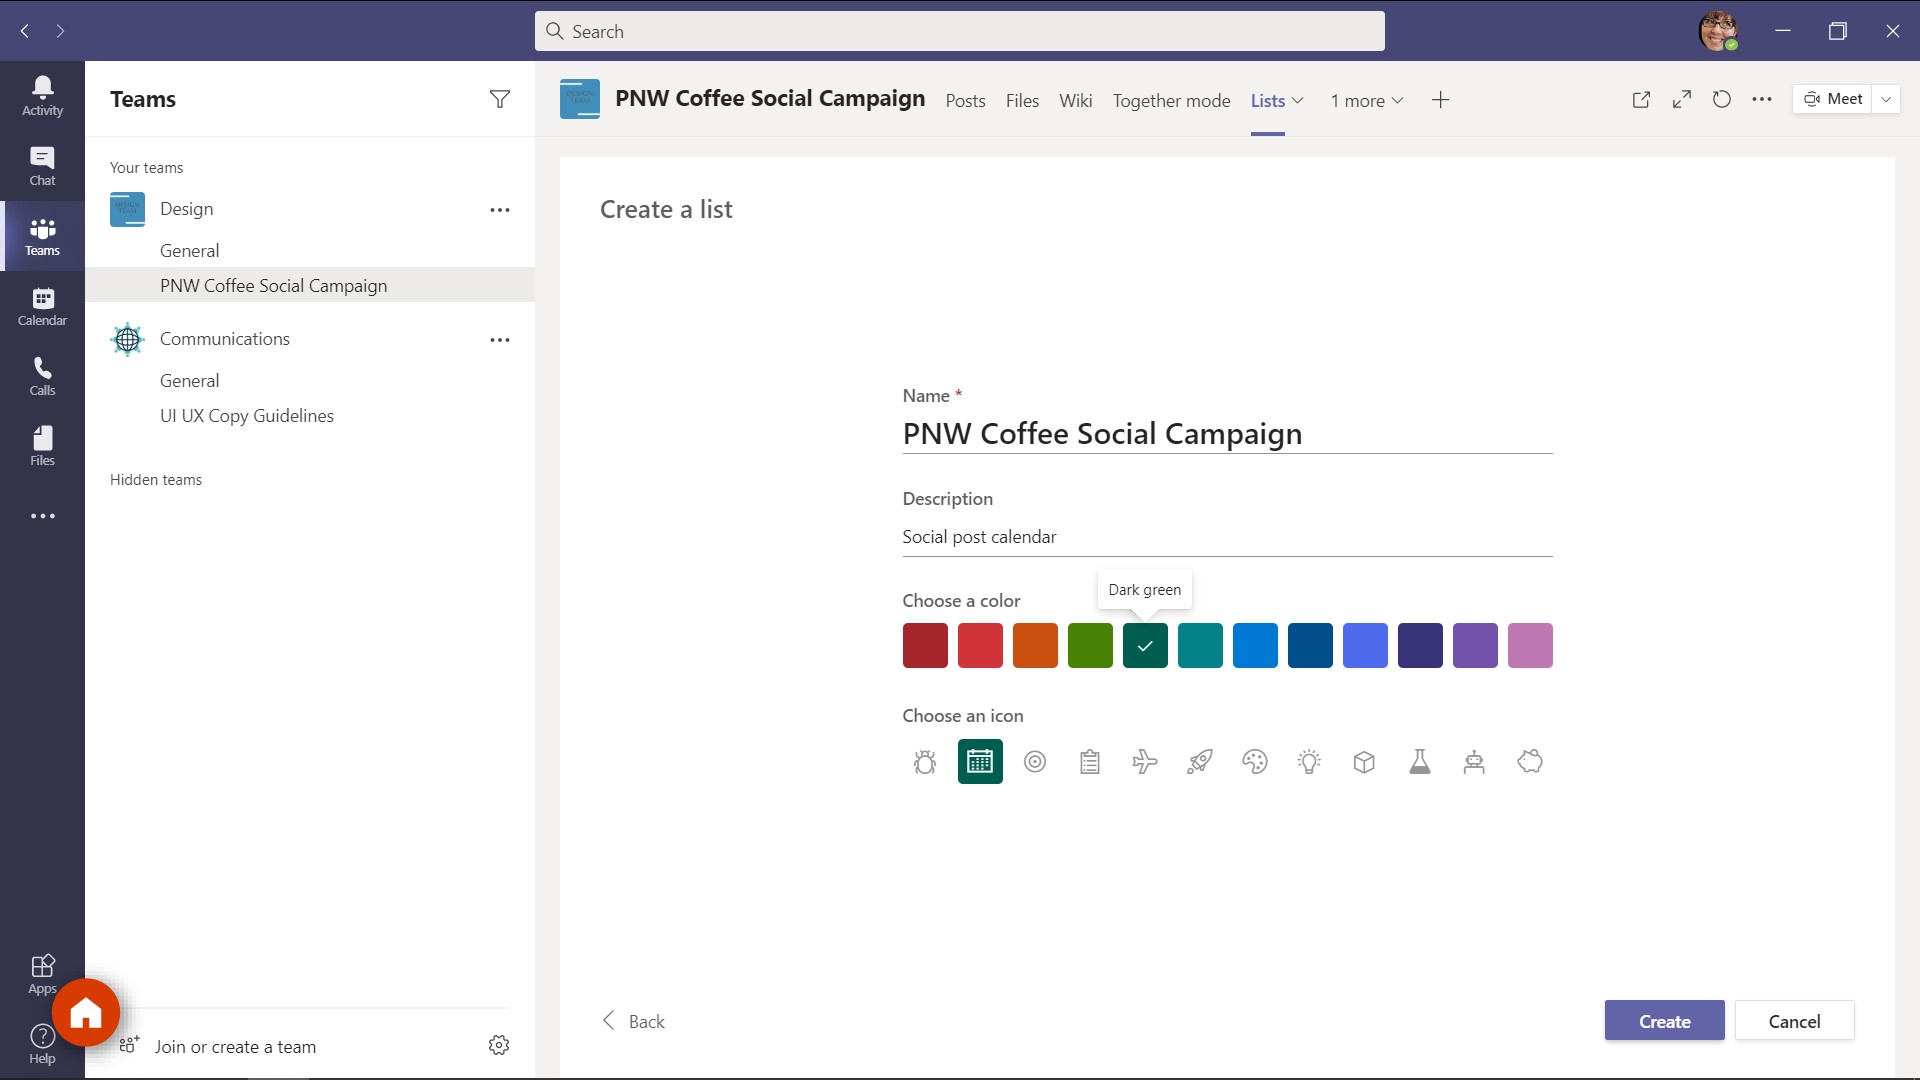 Search
Activity
Chat
Teams
Calendar
Calls
Files
Apps
Help
Teams
Your teams
Design
General
PNW Coffee Social Campaign
Communications
General
UI UX Copy Guidelines
Hidden teams
Join or create a team
PNW Coffee Social Campaign Posts Files Wiki Together mode Lists 1 more
Meet
Create a list
Name *
PNW Coffee Social Campaign
Description
Social post calendar
Dark green
Choose a color
Choose an icon
Back
Create
Cancel